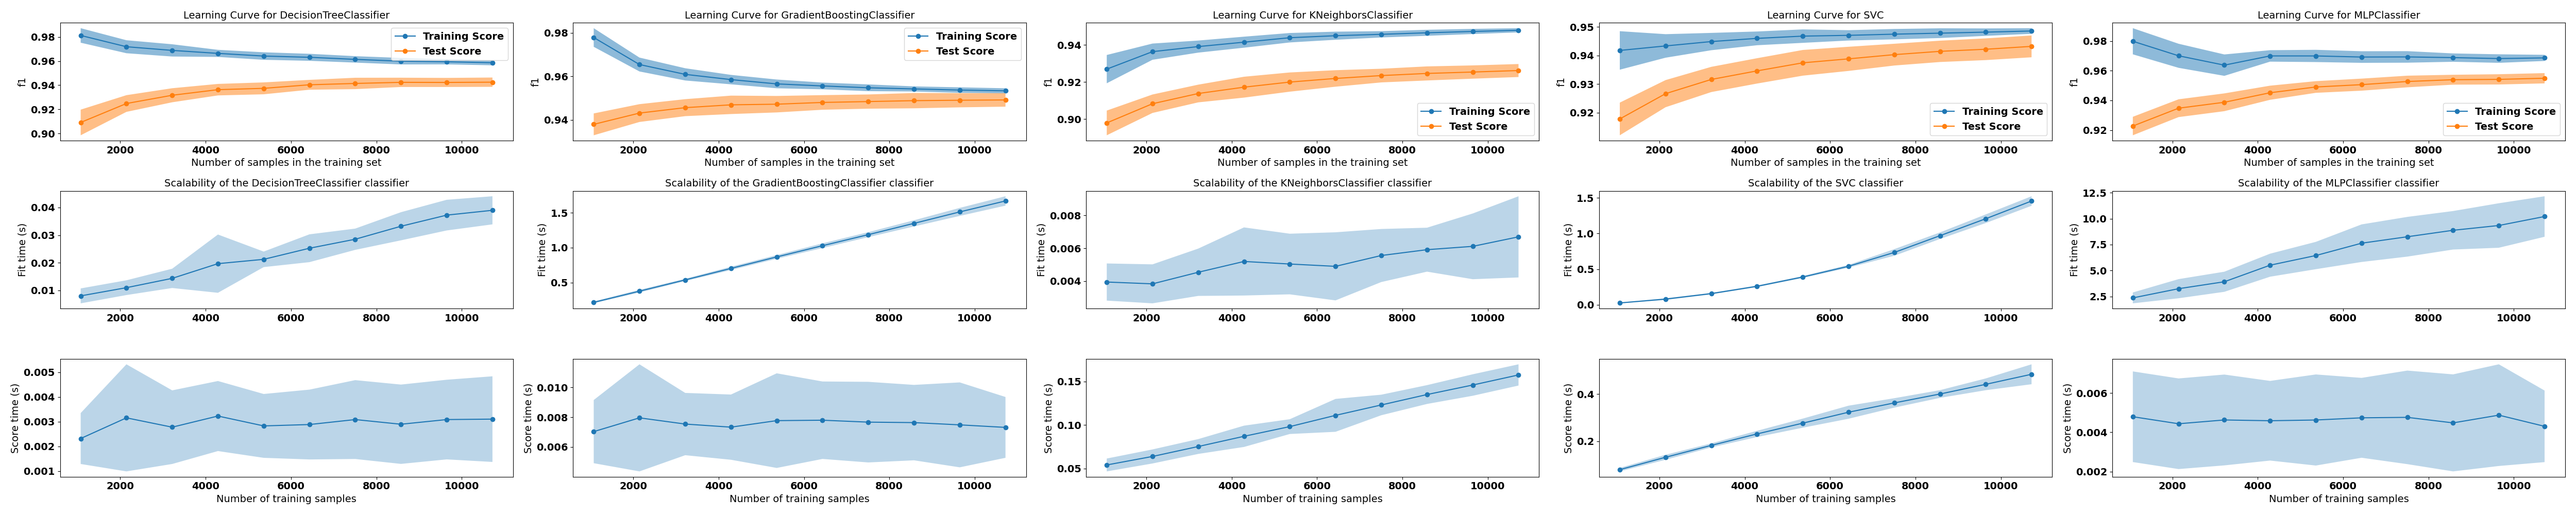 Learning Curve for DecisionTreeClassifier
f1
0.98
0.96
0.94
0.92
0.90
Training Score
Test Score
2000 4000 6000 8000 10000
Number of samples in the training set
Learning Curve for GradientBoostingClassifier
f1
0.98
0.96
0.94
Training Score
Test Score
2000 4000 6000 8000 10000
Number of samples in the training set
Learning Curve for KNeighborsClassifier
f1
0.94
0.92
0.90
Training Score
Test Score
2000 4000 6000 8000 10000
Number of samples in the training set
Learning Curve for SVC
f1
0.95
0.94
0.93
0.92
Training Score
Test Score
2000 4000 6000 8000 10000
Number of samples in the training set
Learning Curve for MLPClassifier
f1
0.98
0.96
0.94
0.92
Training Score
Test Score
2000 4000 6000 8000 10000
Number of samples in the training set
Scalability of the DecisionTreeClassifier classifier
Fit time (s)
0.04
0.03
0.02
0.01
2000 4000 6000 8000 10000
Scalability of the GradientBoostingClassifier classifier
Fit time (s)
1.5
1.0
0.5
2000 4000 6000 8000 10000
Scalability of the KNeighborsClassifier classifier
Fit time (s)
0.008
0.006
0.004
2000 4000 6000 8000 10000
Scalability of the SVC classifier
Fit time (s)
1.5
1.0
0.5
0.0
2000 4000 6000 8000 10000
Scalability of the MLPClassifier classifier
Fit time (s)
12.5
10.0
7.5
5.0
2.5
2000 4000 6000 8000 10000
Score time (s)
0.005
0.004
0.003
0.002
0.001
2000 4000 6000 8000 10000
Number of training samples
Score time (s)
0.010
0.008
0.006
2000 4000 6000 8000 10000
Number of training samples
Score time (s)
0.15
0.10
0.05
2000 4000 6000 8000 10000
Number of training samples
Score time (s)
0.4
0.2
2000 4000 6000 8000 10000
Number of training samples
Score time (s)
0.006
0.004
0.002
2000 4000 6000 8000 10000
Number of training samples